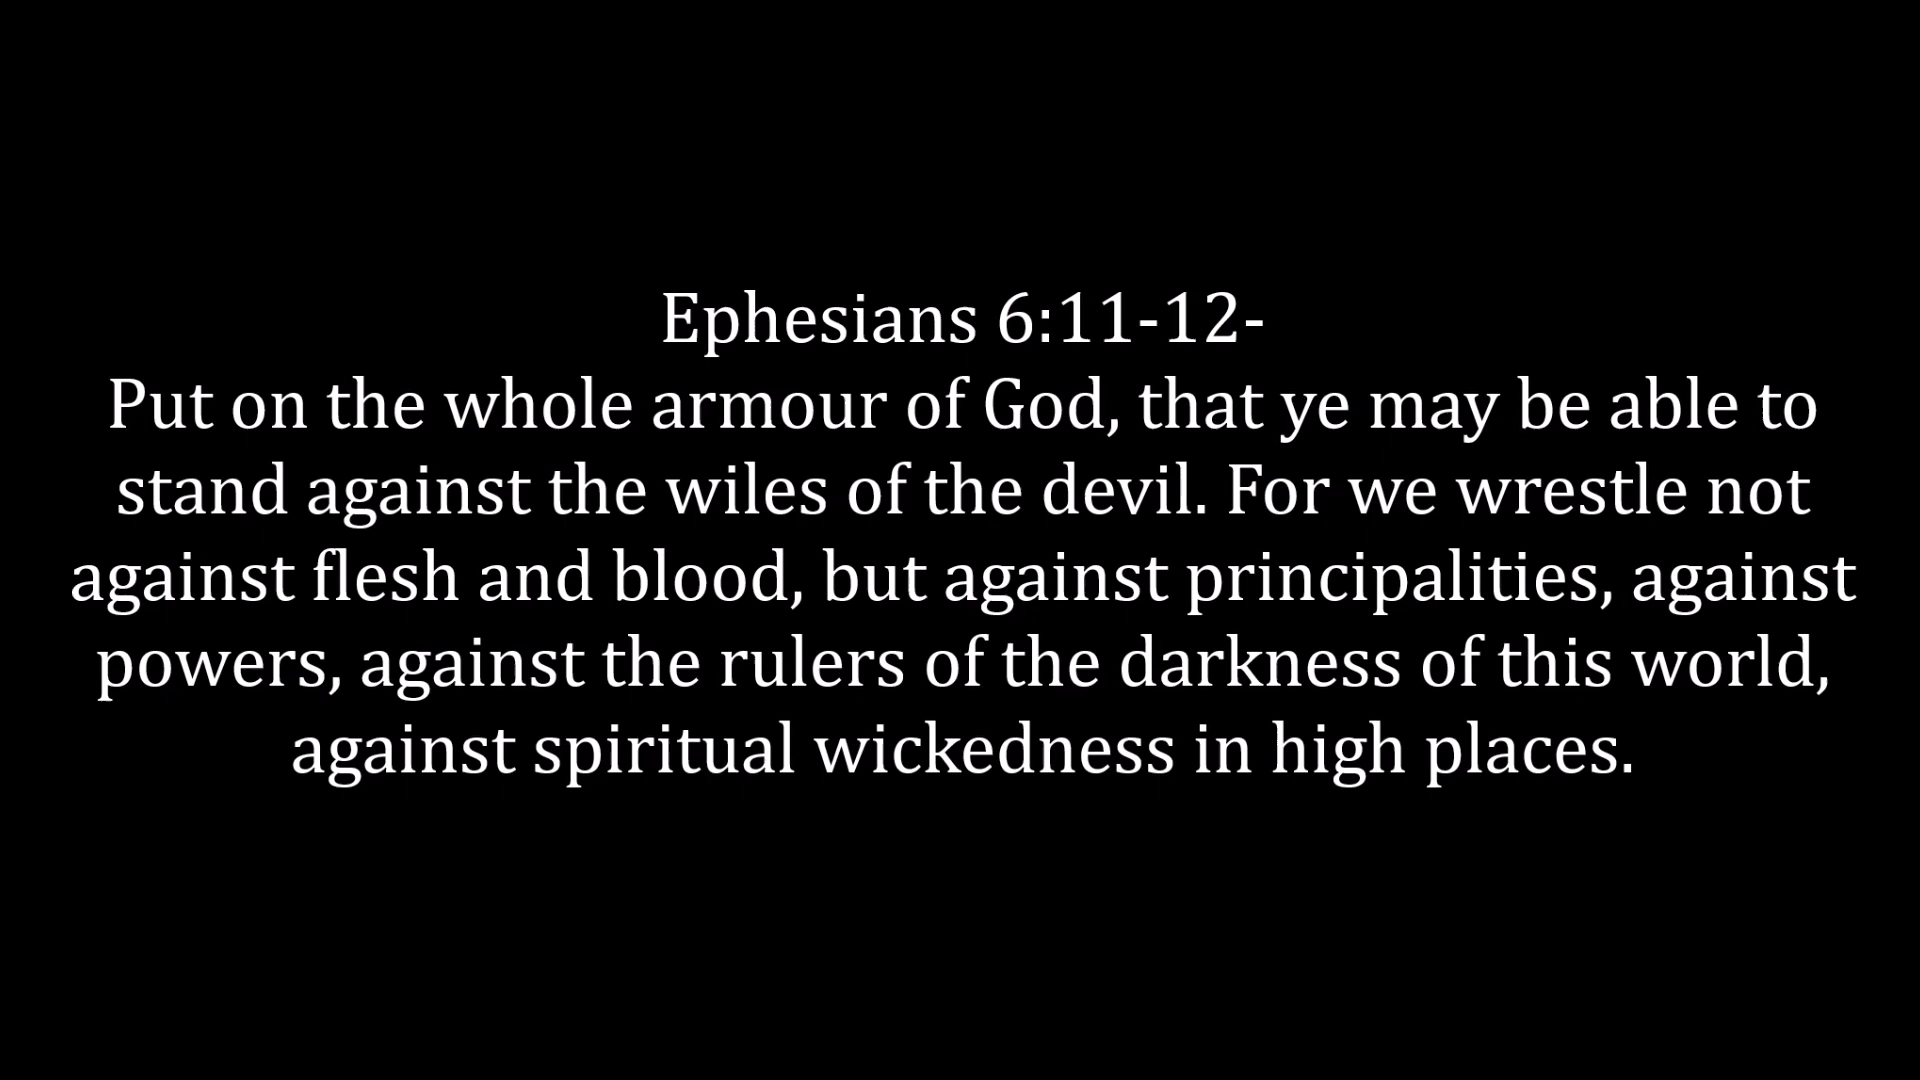 Ephesians 6:11-12-
Put on the whole armour of God, that ye may be able to
stand against the wiles of the devil. For we wrestle not
against flesh and blood, but against principalities, against
powers, against the rulers of the darkness of this world,
against spiritual wickedness in high places.